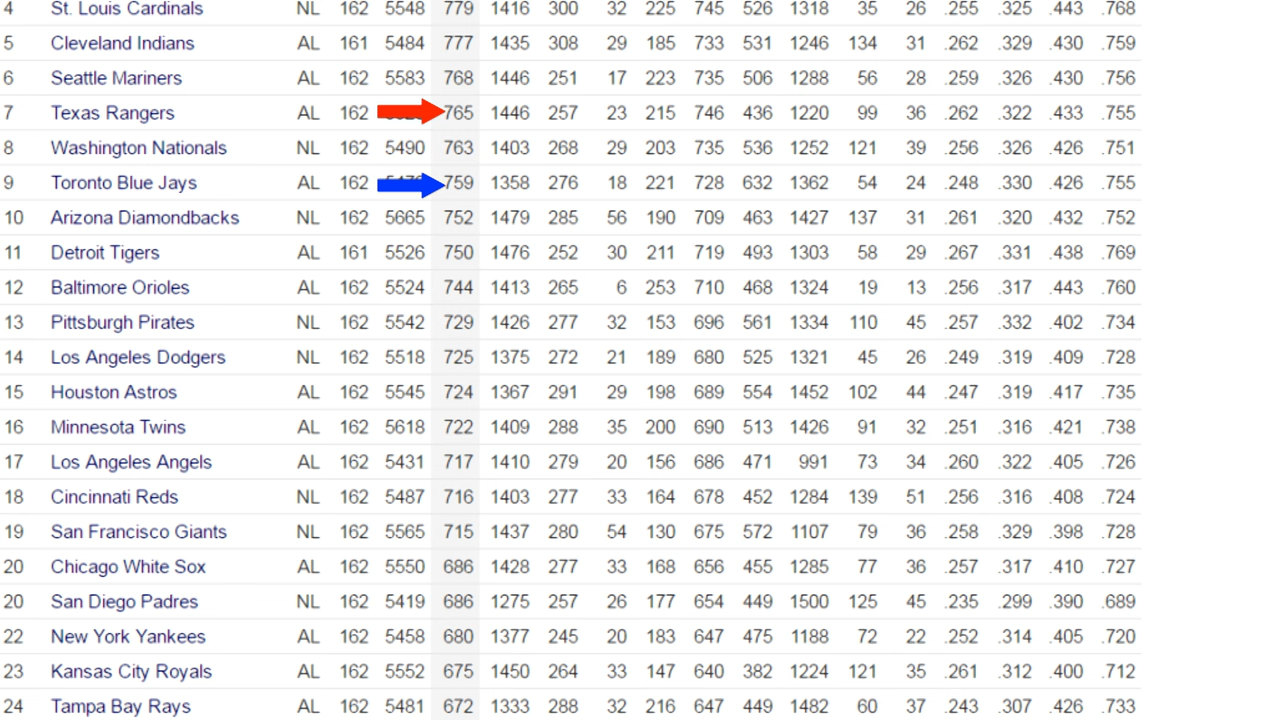 4 St. Louis Cardinals NL 162 5548 779 1416 300 32 225 745 526 1318 35 26 .255 .325 .443 .768
5 Cleveland Indians AL 161 5484 777 1435 308 29 185 733 531 1246 134 31 .262 .329 .430 .759
6 Seattle Mariners AL 162 5583 768 1446 251 17 223 735 506 1288 56 28 .259 .326 .430 .756
7 Texas Rangers AL 162 765 1446 257 23 215 746 436 1220 99 36 .262 .322 .433 .755
8 Washington Nationals NL 162 5490 763 1403 268 29 203 735 536 1252 121 39 .256 .326 .426 .751
9 Toronto Blue Jays AL 162 759 1358 276 18 221 728 632 1362 54 24 .248 .330 .426 .755
10 Arizona Diamondbacks NL 162 5665 752 1479 285 56 190 709 463 1427 137 31 .261 .320 .432 .752
11 Detroit Tigers AL 161 5526 750 1476 252 30 211 719 493 1303 58 29 .267 .331 .438 .769
12 Baltimore Orioles AL 162 5524 744 1413 265 6 253 710 468 1324 19 13 .256 .317 .443 .760
13 Pittsburgh Pirates NL 162 5542 729 1426 277 32 153 696 561 1334 110 45 .257 .332 .402 .734
14 Los Angeles Dodgers NL 162 5518 725 1375 272 21 189 680 525 1321 45 26 .249 .319 .409 .728
15 Houston Astros AL 162 5545 724 1367 291 29 198 689 554 1452 102 44 .247 .319 .417 .735
16 Minnesota Twins AL 162 5618 722 1409 288 35 200 690 513 1426 91 32 .251 .316 .421 .738
17 Los Angeles Angels AL 162 5431 717 1410 279 20 156 686 471 991 73 34 .260 .322 .405 .726
18 Cincinnati Reds NL 162 5487 716 1403 277 33 164 678 452 1284 139 51 .256 .316 .408 .724
19 San Francisco Giants NL 162 5565 715 1437 280 54 130 675 572 1107 79 36 .258 .329 .398 .728
20 Chicago White Sox AL 162 5550 686 1428 277 33 168 656 455 1285 77 36 .257 .317 .410 .727
20 San Diego Padres NL 162 5419 686 1275 257 26 177 654 449 1500 125 45 .235 .299 .390 .689
22 New York Yankees AL 162 5458 680 1377 245 20 183 647 475 1188 72 22 .252 .314 .405 .720
23 Kansas City Royals AL 162 5552 675 1450 264 33 147 640 382 1224 121 35 .261 .312 .400 .712
24 Tampa Bay Rays AL 162 5481 672 1333 288 32 216 647 449 1482 60 37 .243 .307 .426 .733